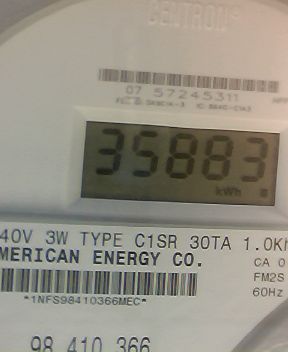 CENTRON®
07 57245311
35883
kWh
40V 3W TYPE C1SR 30TA 1.0Kh
MERICAN ENERGY CO.
CA 0
FM2S
60Hz
*1NFS98410366MEC*
98 410 366